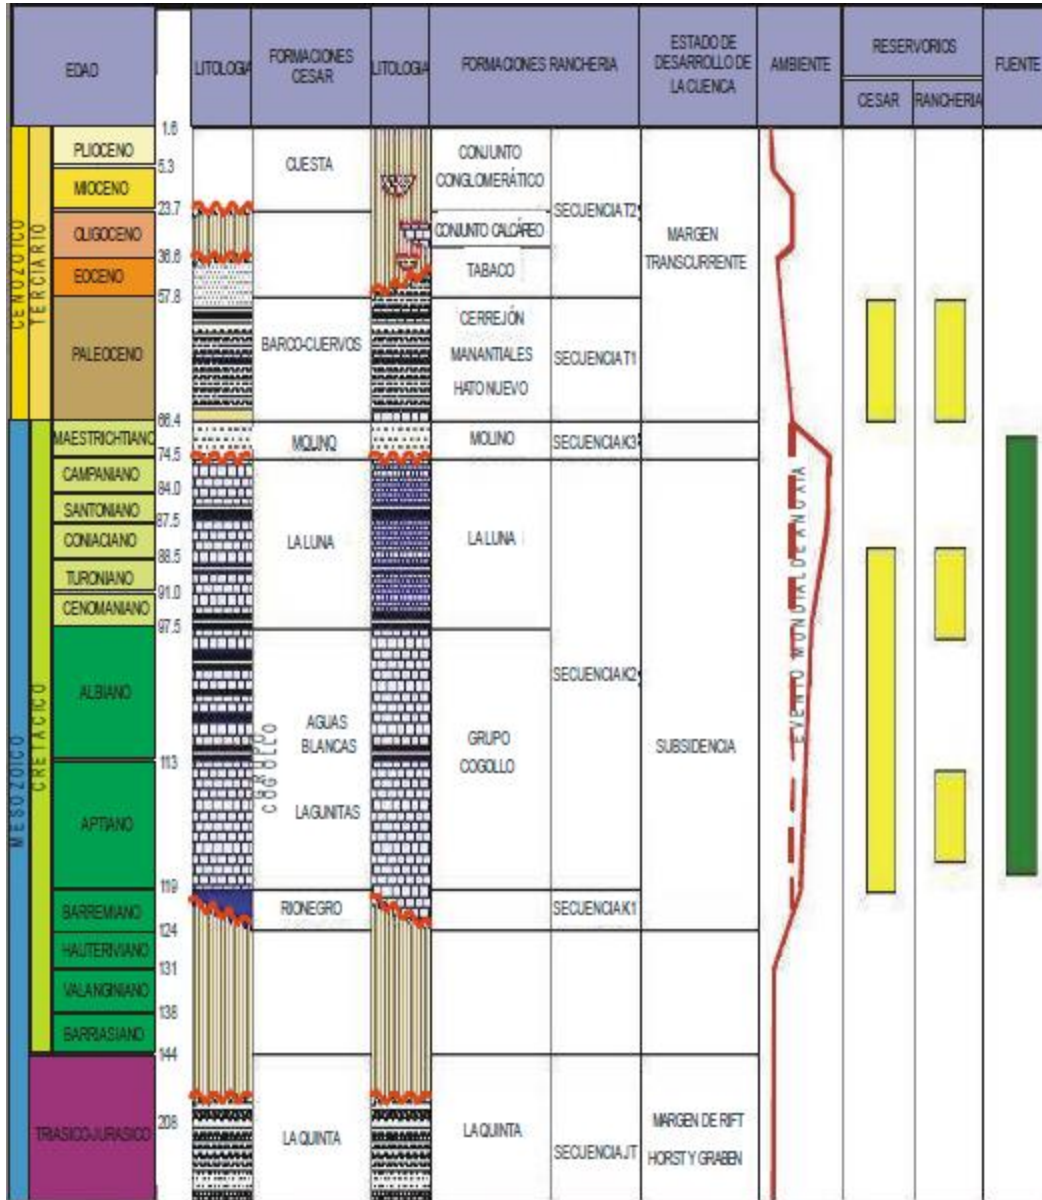 EDAD
LITOLOGIA
FORMACIONES
CESAR
LITOLOGIA
FORMACIONES RANCHERIA
ESTADO DE
DESARROLLO DE
LA CUENCA
AMBIENTE
RESERVORIOS
CESAR
RANCHERIA
FUENTE
CENOZOICO
TERCIARIO
MESOZOICO
CRETACICO
1.6
PLIOCENO
5.3
MIOCENO
23.7
OLIGOCENO
36.6
EOCENO
57.8
PALEOCENO
66.4
MAESTRICHTIANO
74.5
CAMPANIANO
84.0
SANTONIANO
87.5
CONIACIANO
88.5
TURONIANO
91.0
CENOMANIANO
97.5
ALBIANO
113
APTIANO
119
BARREMIANO
124
HAUTERIVIANO
131
VALANGINIANO
138
BARRIASIANO
144
TRIASICO-JURASICO
208
CUESTA
BARCO-CUERVOS
MOLINO
LA LUNA
COGOLLO
AGUAS
BLANCAS
LAGUNITAS
RIONEGRO
LA QUINTA
CONJUNTO
CONGLOMERÁTICO
CONJUNTO CALCÁREO
TABACO
CERREJÓN
MANANTIALES
HATO NUEVO
MOLINO
LA LUNA
GRUPO
COGOLLO
LA QUINTA
SECUENCIA T2
SECUENCIA T1
SECUENCIA K3
SECUENCIA K2
SECUENCIA K1
SECUENCIA JT
MARGEN
TRANSCURRENTE
SUBSIDENCIA
MARGEN DE RIFT
HORST Y GRABEN
EVENTO MUNDIAL DE ANOXIA